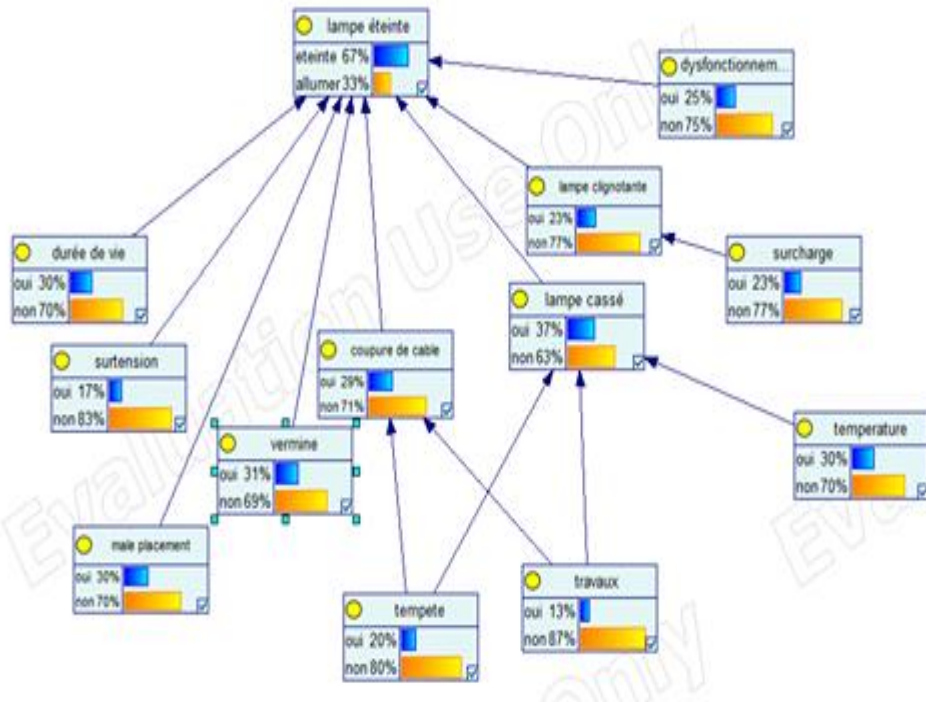 lampe éteinte
eteinte 67%
allumer 33%
dysfonctionnem...
oui 25%
non 75%
lampe clignotante
oui 23%
non 77%
durée de vie
oui 30%
non 70%
surcharge
oui 23%
non 77%
lampe cassé
oui 37%
non 63%
surtension
oui 17%
non 83%
coupure de cable
oui 29%
non 71%
vermine
oui 31%
non 69%
temperature
oui 30%
non 70%
male placement
oui 30%
non 70%
tempete
oui 20%
non 80%
travaux
oui 13%
non 87%
Evaluation Use Only
Eva
Only